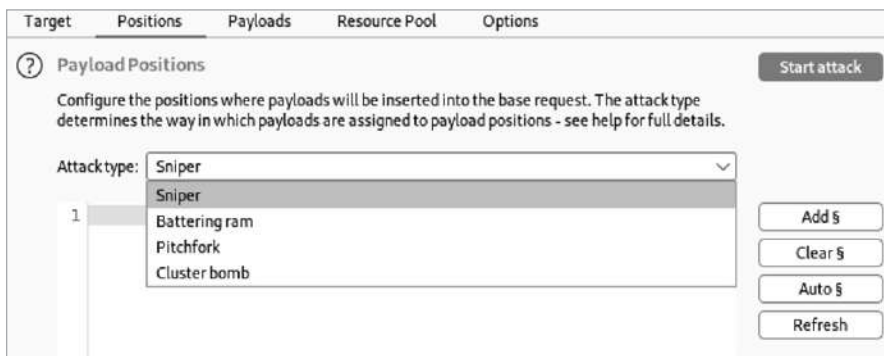 Target Positions Payloads Resource Pool Options
? Payload Positions
Start attack
Configure the positions where payloads will be inserted into the base request. The attack type
determines the way in which payloads are assigned to payload positions - see help for full details.
Attack type: Sniper
Sniper
Battering ram
Pitchfork
Cluster bomb
1
Add §
Clear §
Auto §
Refresh